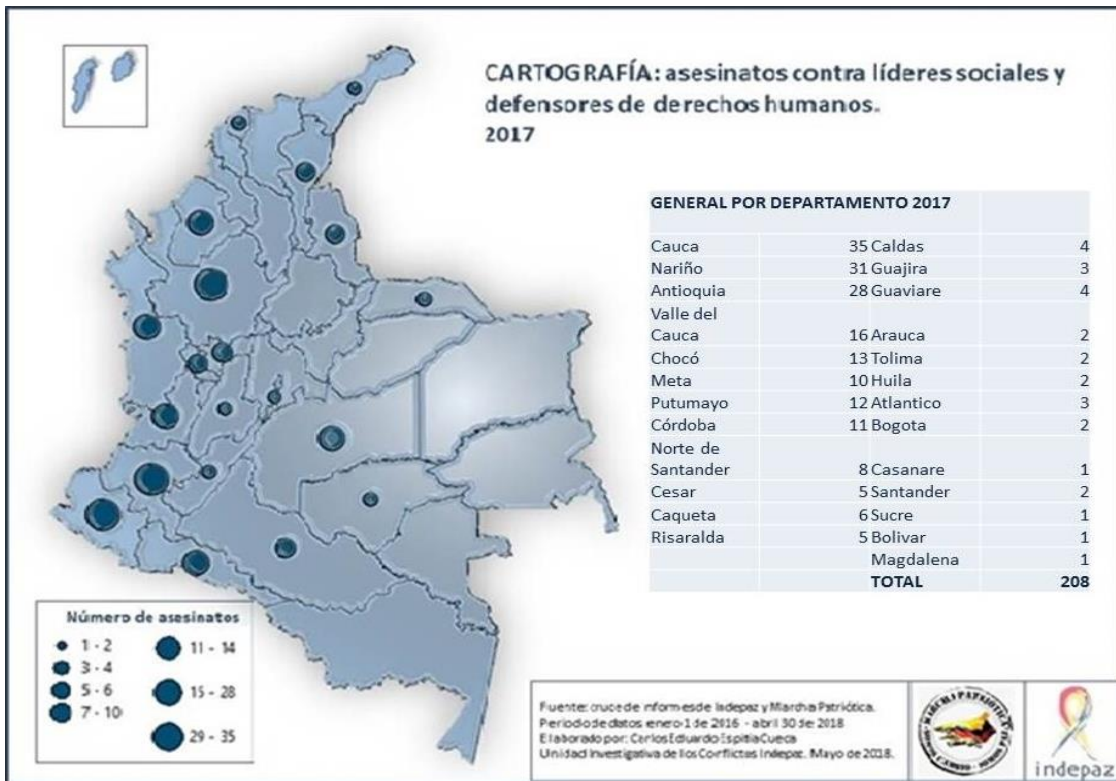 CARTOGRAFÍA: asesinatos contra líderes sociales y
defensores de derechos humanos.
2017
GENERAL POR DEPARTAMENTO 2017
Cauca 35 Caldas 4
Nariño 31 Guajira 3
Antioquia 28 Guaviare 4
Valle del
Cauca 16 Arauca 2
Chocó 13 Tolima 2
Meta 10 Huila 2
Putumayo 12 Atlantico 3
Córdoba 11 Bogota 2
Norte de
Santander 8 Casanare 1
Cesar 5 Santander 2
Caqueta 6 Sucre 1
Risaralda 5 Bolivar 1
Magdalena 1
TOTAL 208
Número de asesinatos
1 - 2
3 - 4
5 - 6
7 - 10
11 - 14
15 - 28
29 - 35
Fuente: cruce de informes de Indepaz y Marcha Patriótica.
Periodo de datos enero 1 de 2016 - abril 30 de 2018
Elaborado por: Carlos Eduardo Espitia Cueca
Unidad Investigativa de los Conflictos Indepaz. Mayo de 2018.
MARCHA PATRIÓTICA
indepaz